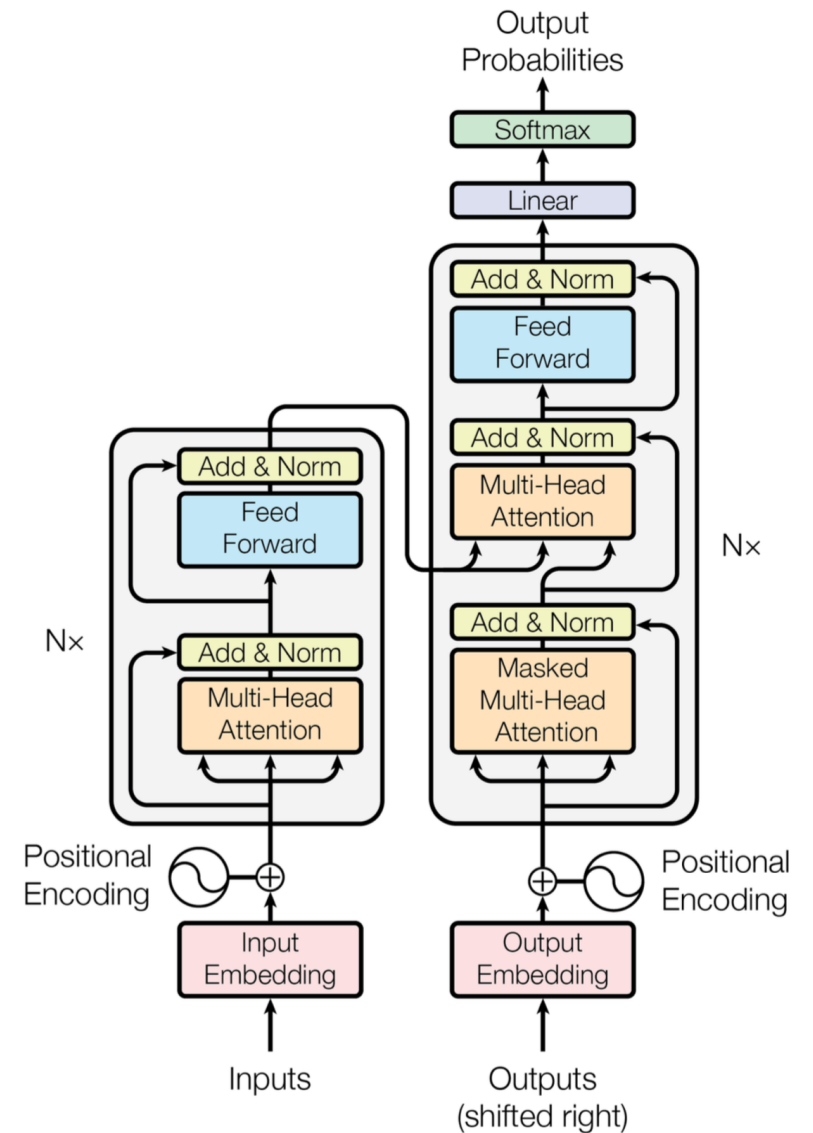 Output
Probabilities
Softmax
Linear
Add & Norm
Feed
Forward
Add & Norm
Multi-Head
Attention
Nx
Add & Norm
Masked
Multi-Head
Attention
Positional
Encoding
Output
Embedding
Outputs
(shifted right)
Add & Norm
Feed
Forward
Nx
Add & Norm
Multi-Head
Attention
Positional
Encoding
Input
Embedding
Inputs